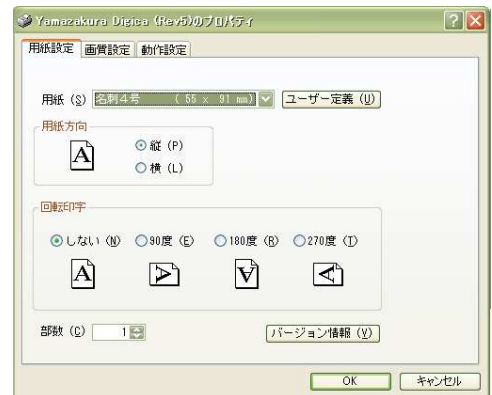 Yamazakura Digica (Rev5)のプロパティ
用紙設定 画質設定 動作設定
用紙 (S) 名刺4号 ( 55 x 91 mm) ユーザー定義 (U)
用紙方向
A 縦 (P)
横 (L)
回転印字
しない (N) 90度 (E) 180度 (R) 270度 (T)
A A A A
部数 (C) 1 バージョン情報 (V)
OK キャンセル